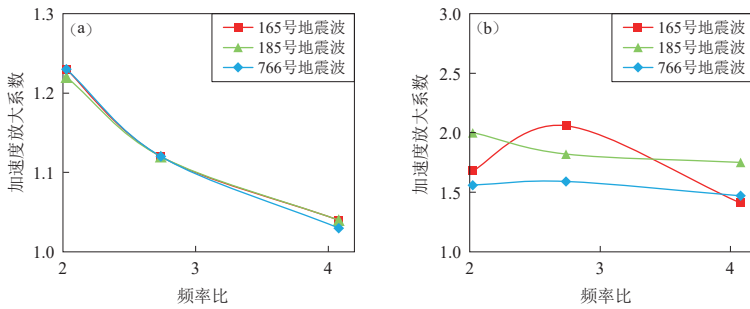 (a)
165号地震波
185号地震波
766号地震波
1.3
1.2
1.1
1.0
加速度放大系数
2
3
4
频率比
(b)
165号地震波
185号地震波
766号地震波
3.0
2.5
2.0
1.5
1.0
加速度放大系数
2
3
4
频率比